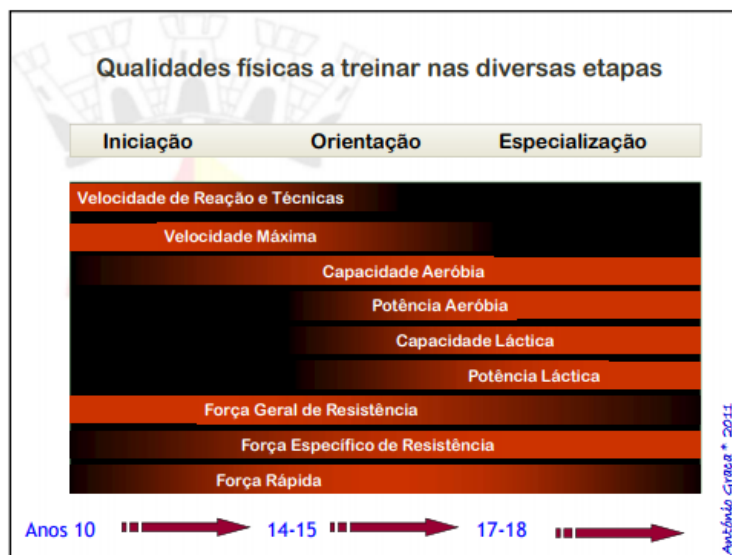 Qualidades físicas a treinar nas diversas etapas
Iniciação Orientação Especialização
Velocidade de Reação e Técnicas
Velocidade Máxima
Capacidade Aeróbia
Potência Aeróbia
Capacidade Láctica
Potência Láctica
Força Geral de Resistência
Força Específico de Resistência
Força Rápida
Anos 10 14-15 17-18
António Graça * 2011